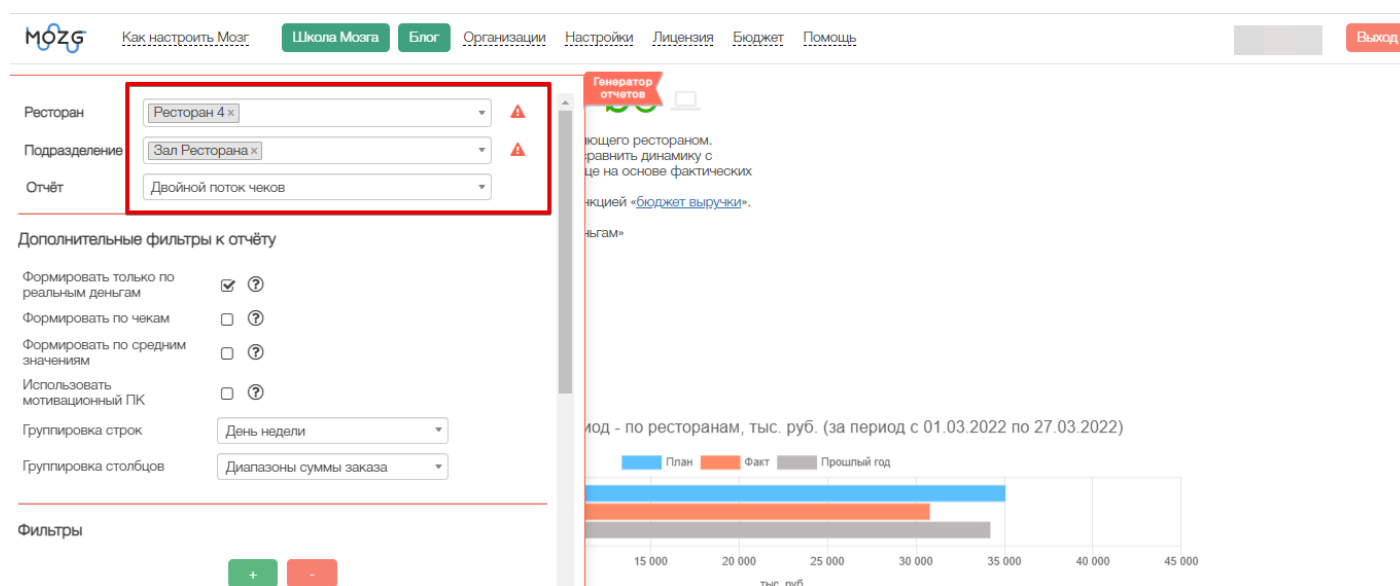 MOZG Как настроить Мозг Школа Мозга Блог Организации Настройки Лицензия Бюджет Помощь Выход
Генератор
отчетов
Ресторан Ресторан 4 ×
Подразделение Зал Ресторана ×
Отчёт Двойной поток чеков
ющего рестораном.
равнить динамику с
це на основе фактических
нкцией «бюджет выручки».
ньгам»
Дополнительные фильтры к отчёту
Формировать только по
реальным деньгам
Формировать по чекам
Формировать по средним
значениям
Использовать
мотивационный ПК
Группировка строк День недели
Группировка столбцов Диапазоны суммы заказа
Фильтры
+ -
иод - по ресторанам, тыс. руб. (за период с 01.03.2022 по 27.03.2022)
План Факт Прошлый год
15 000 20 000 25 000 30 000 35 000 40 000 45 000
тыс. руб.